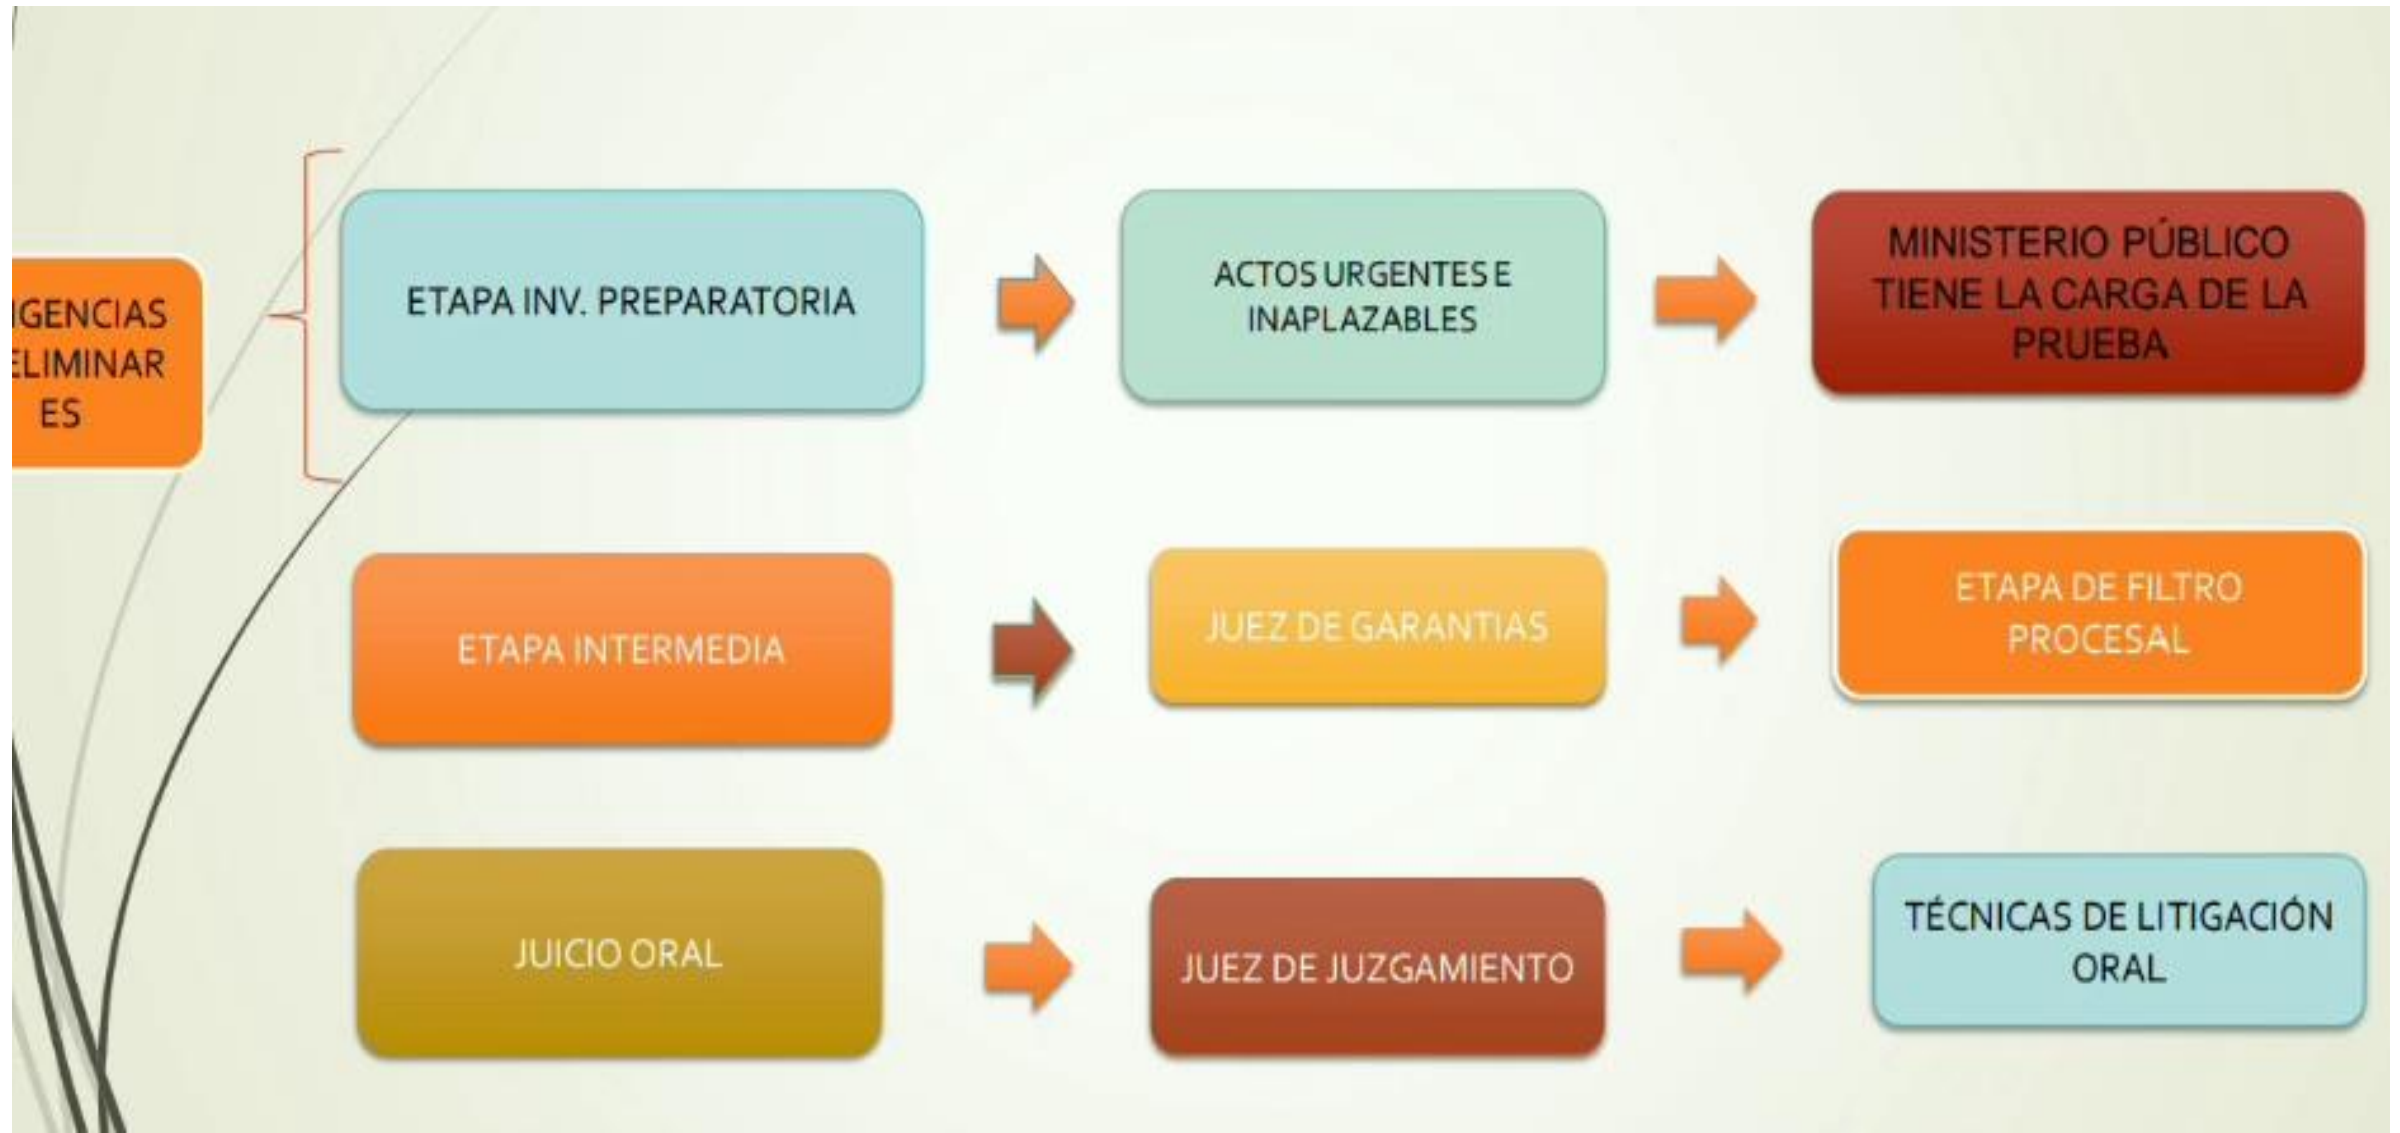 IGENCIAS
ELIMINAR
ES
ETAPA INV. PREPARATORIA
ACTOS URGENTES E
INAPLAZABLES
MINISTERIO PÚBLICO
TIENE LA CARGA DE LA
PRUEBA
ETAPA INTERMEDIA
JUEZ DE GARANTIAS
ETAPA DE FILTRO
PROCESAL
JUICIO ORAL
JUEZ DE JUZGAMIENTO
TÉCNICAS DE LITIGACIÓN
ORAL